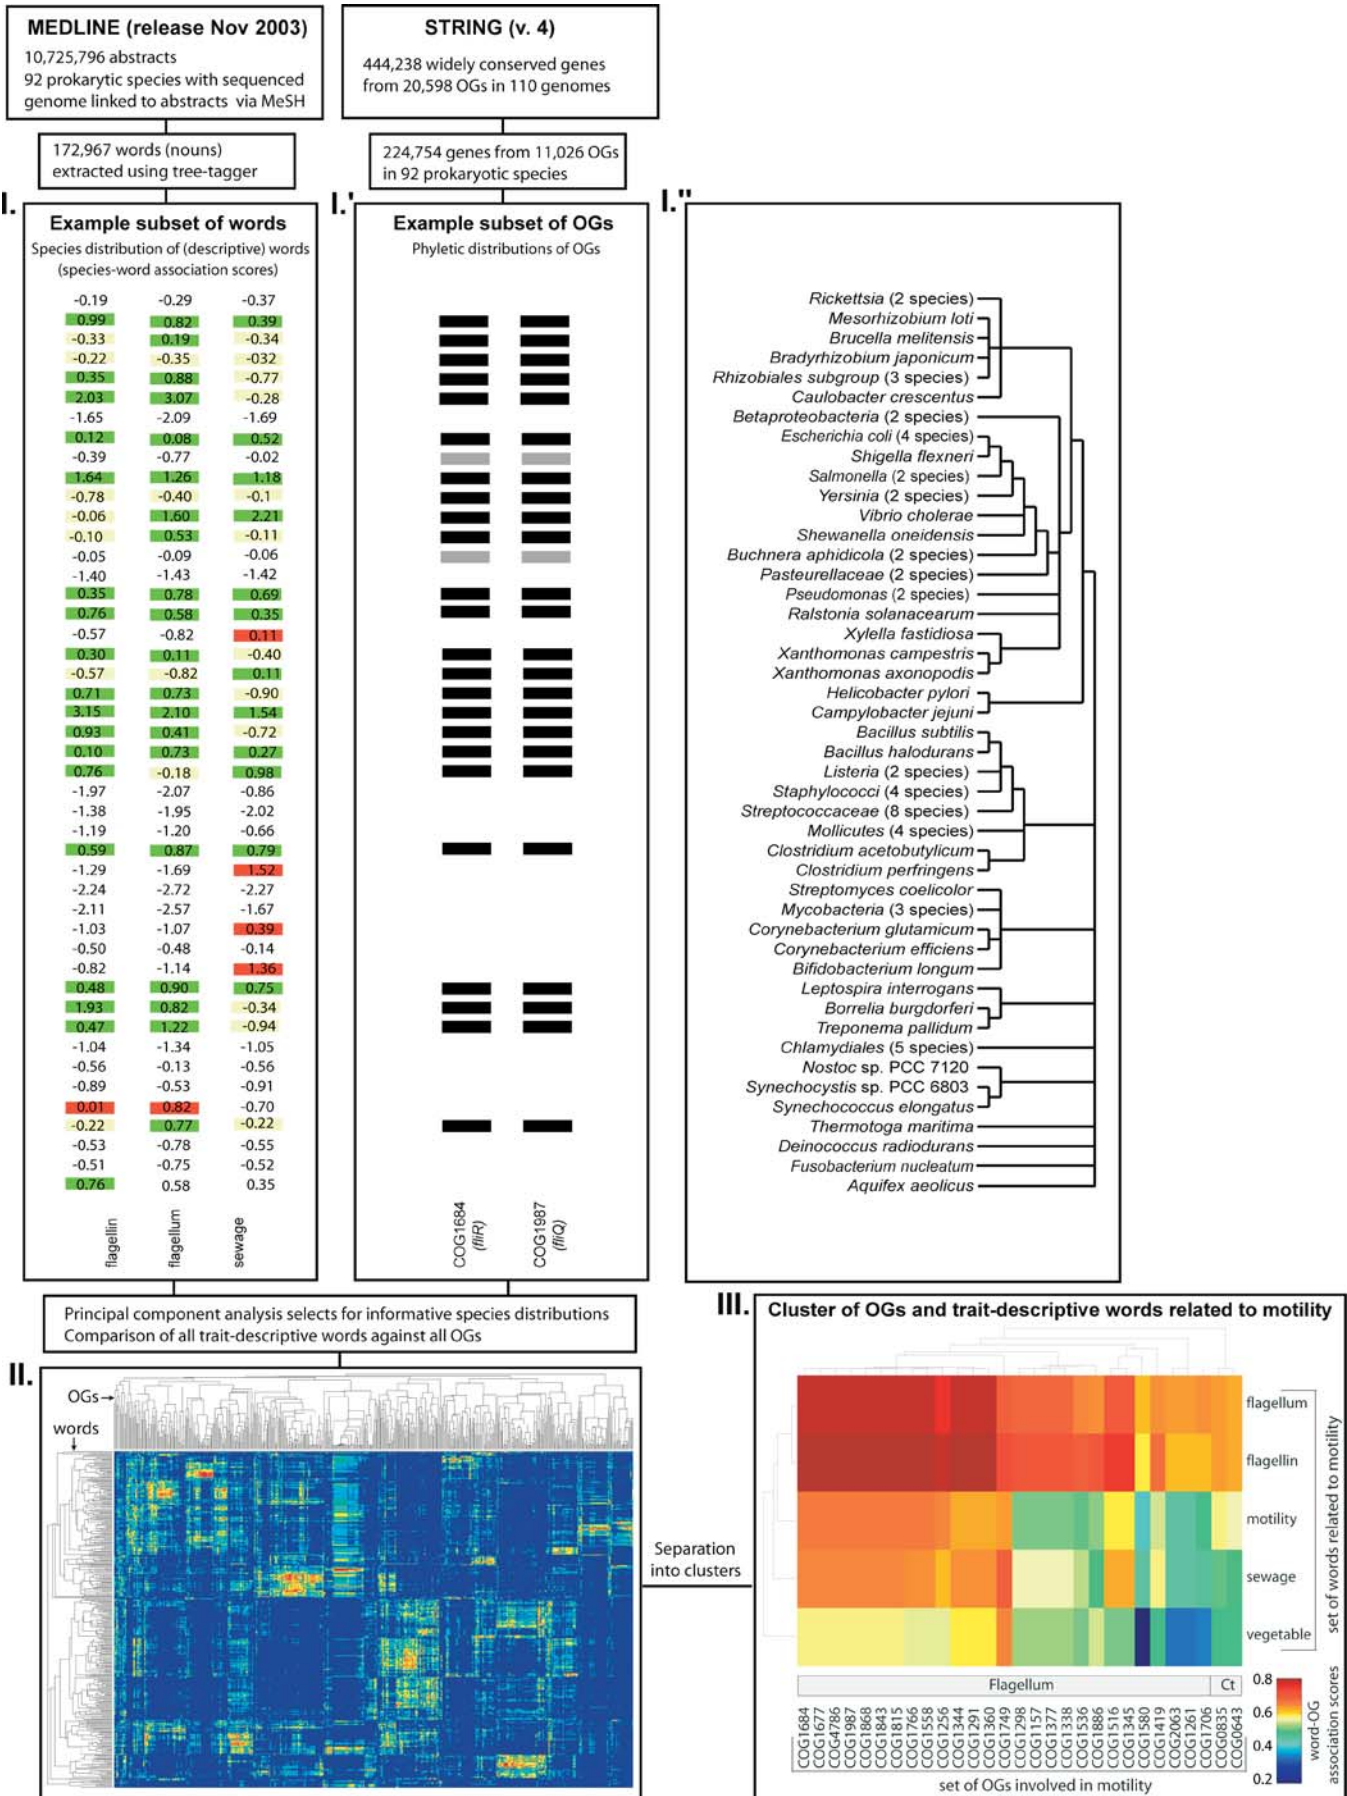 MEDLINE (release Nov 2003)
10,725,796 abstracts
92 prokarytic species with sequenced
genome linked to abstracts via MeSH
172,967 words (nouns)
extracted using tree-tagger
STRING (v. 4)
444,238 widely conserved genes
from 20,598 OGs in 110 genomes
224,754 genes from 11,026 OGs
in 92 prokaryotic species
I.
Example subset of words
Species distribution of (descriptive) words
(species-word association scores)
-0.19 -0.29 -0.37
0.99 0.82 0.39
-0.33 0.19 -0.34
-0.22 -0.35 -032
0.35 0.88 -0.77
2.03 3.07 -0.28
-1.65 -2.09 -1.69
0.12 0.08 0.52
-0.39 -0.77 -0.02
1.64 1.26 1.18
-0.78 -0.40 -0.1
-0.06 1.60 2.21
-0.10 0.53 -0.11
-0.05 -0.09 -0.06
-1.40 -1.43 -1.42
0.35 0.78 0.69
0.76 0.58 0.35
-0.57 -0.82 0.11
0.30 0.11 -0.40
-0.57 -0.82 0.11
0.71 0.73 -0.90
3.15 2.10 1.54
0.93 0.41 -0.72
0.10 0.73 0.27
0.76 -0.18 0.98
-1.97 -2.07 -0.86
-1.38 -1.95 -2.02
-1.19 -1.20 -0.66
0.59 0.87 0.79
-1.29 -1.69 1.52
-2.24 -2.72 -2.27
-2.11 -2.57 -1.67
-1.03 -1.07 0.39
-0.50 -0.48 -0.14
-0.82 -1.14 1.36
0.48 0.90 0.75
1.93 0.82 -0.34
0.47 1.22 -0.94
-1.04 -1.34 -1.05
-0.56 -0.13 -0.56
-0.89 -0.53 -0.91
0.01 0.82 -0.70
-0.22 0.77 -0.22
-0.53 -0.78 -0.55
-0.51 -0.75 -0.52
0.76 0.58 0.35
flagellin
flagellum
sewage
I.'
Example subset of OGs
Phyletic distributions of OGs
COG1684
(fliR)
COG1987
(fliQ)
I."
Rickettsia (2 species)
Mesorhizobium loti
Brucella melitensis
Bradyrhizobium japonicum
Rhizobiales subgroup (3 species)
Caulobacter crescentus
Betaproteobacteria (2 species)
Escherichia coli (4 species)
Shigella flexneri
Salmonella (2 species)
Yersinia (2 species)
Vibrio cholerae
Shewanella oneidensis
Buchnera aphidicola (2 species)
Pasteurellaceae (2 species)
Pseudomonas (2 species)
Ralstonia solanacearum
Xylella fastidiosa
Xanthomonas campestris
Xanthomonas axonopodis
Helicobacter pylori
Campylobacter jejuni
Bacillus subtilis
Bacillus halodurans
Listeria (2 species)
Staphylococci (4 species)
Streptococcaceae (8 species)
Mollicutes (4 species)
Clostridium acetobutylicum
Clostridium perfringens
Streptomyces coelicolor
Mycobacteria (3 species)
Corynebacterium glutamicum
Corynebacterium efficiens
Bifidobacterium longum
Leptospira interrogans
Borrelia burgdorferi
Treponema pallidum
Chlamydiales (5 species)
Nostoc sp. PCC 7120
Synechocystis sp. PCC 6803
Synechococcus elongatus
Thermotoga maritima
Deinococcus radiodurans
Fusobacterium nucleatum
Aquifex aeolicus
Principal component analysis selects for informative species distributions
Comparison of all trait-descriptive words against all OGs
II.
OGs
words
Separation
into clusters
III.
Cluster of OGs and trait-descriptive words related to motility
flagellum
flagellin
motility
sewage
vegetable
set of words related to motility
Flagellum
Ct
COG1684
COG1677
COG4786
COG1987
COG1868
COG1843
COG1815
COG1766
COG1558
COG1256
COG1344
COG1291
COG1360
COG1749
COG1298
COG1157
COG1377
COG1338
COG1536
COG1886
COG1516
COG1345
COG1580
COG1419
COG2063
COG1261
COG1706
COG0835
COG0643
set of OGs involved in motility
0.8
0.6
0.4
0.2
word-OG
association scores